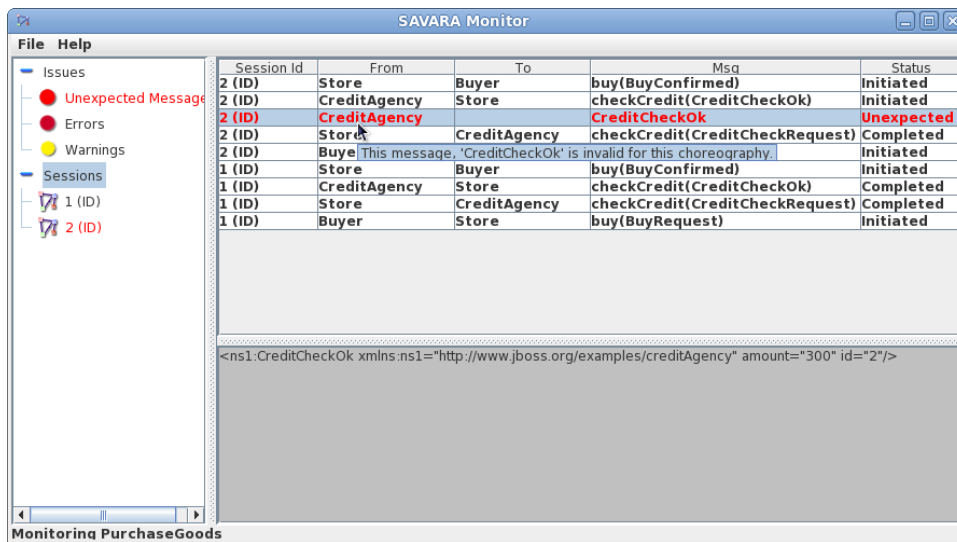 SAVARA Monitor
File Help
Issues
Unexpected Message
Errors
Warnings
Sessions
1 (ID)
2 (ID)
Session Id From To Msg Status
2 (ID) Store Buyer buy(BuyConfirmed) Initiated
2 (ID) CreditAgency Store checkCredit(CreditCheckOk) Initiated
2 (ID) CreditAgency CreditCheckOk Unexpected
2 (ID) Store CreditAgency checkCredit(CreditCheckRequest) Completed
2 (ID) Buye This message, 'CreditCheckOk' is invalid for this choreography. Initiated
1 (ID) Store Buyer buy(BuyConfirmed) Initiated
1 (ID) CreditAgency Store checkCredit(CreditCheckOk) Completed
1 (ID) Store CreditAgency checkCredit(CreditCheckRequest) Completed
1 (ID) Buyer Store buy(BuyRequest) Initiated
<ns1:CreditCheckOk xmlns:ns1="http://www.jboss.org/examples/creditAgency" amount="300" id="2"/>
Monitoring PurchaseGoods